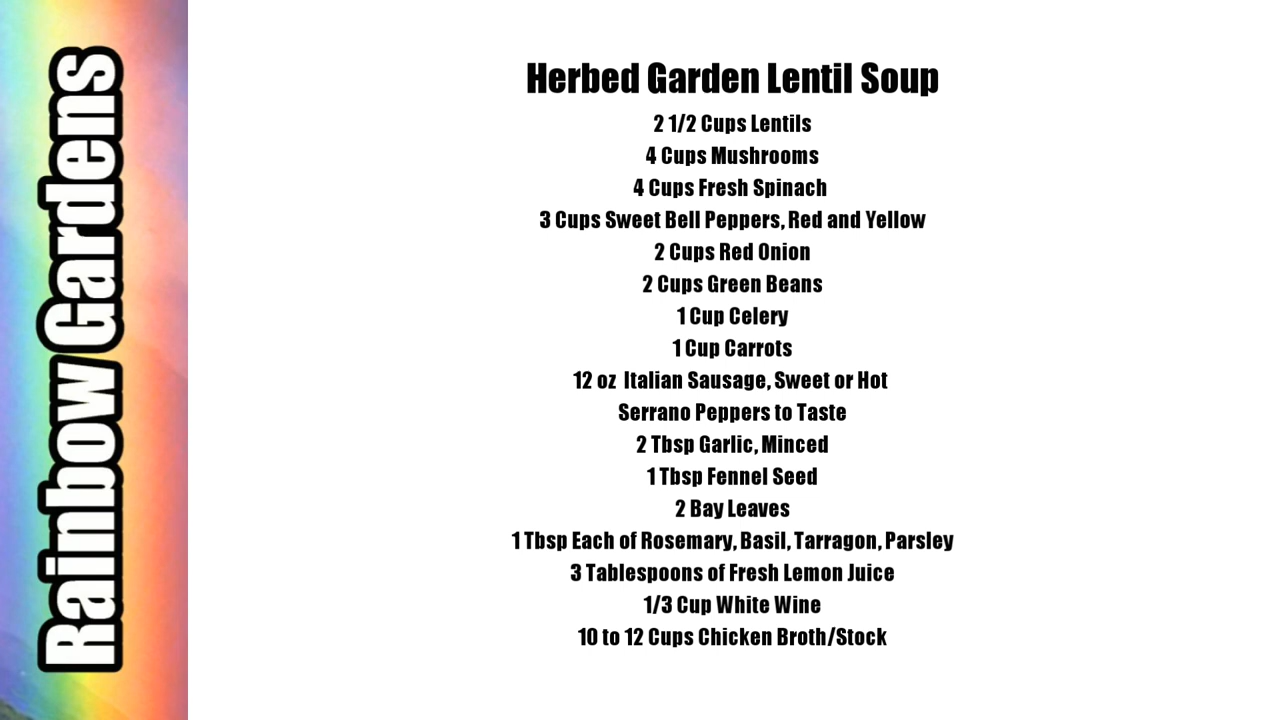 Rainbow Gardens
Herbed Garden Lentil Soup
2 1/2 Cups Lentils
4 Cups Mushrooms
4 Cups Fresh Spinach
3 Cups Sweet Bell Peppers, Red and Yellow
2 Cups Red Onion
2 Cups Green Beans
1 Cup Celery
1 Cup Carrots
12 oz Italian Sausage, Sweet or Hot
Serrano Peppers to Taste
2 Tbsp Garlic, Minced
1 Tbsp Fennel Seed
2 Bay Leaves
1 Tbsp Each of Rosemary, Basil, Tarragon, Parsley
3 Tablespoons of Fresh Lemon Juice
1/3 Cup White Wine
10 to 12 Cups Chicken Broth/Stock